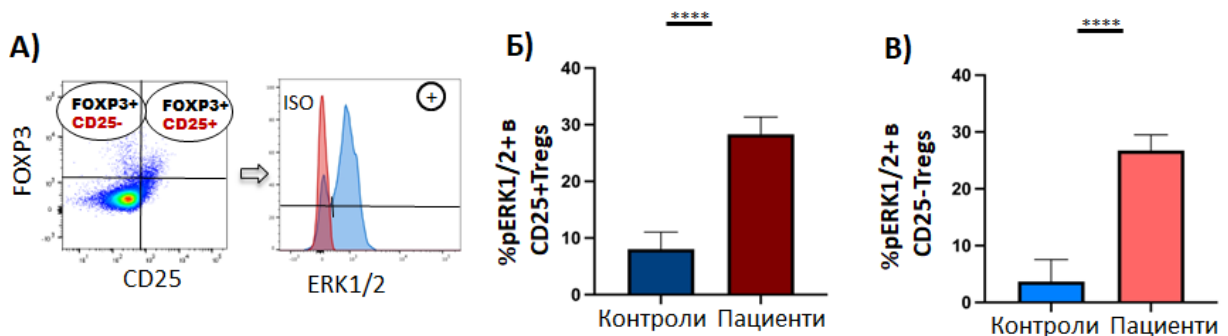 А)
FOXP3+
CD25-
FOXP3+
CD25+
FOXP3
CD25
ISO
+
ERK1/2
Б)
****
%pERK1/2+ в
CD25+Tregs
40
30
20
10
0
Контроли
Пациенти
В)
****
%pERK1/2+ в
CD25-Tregs
40
30
20
10
0
Контроли
Пациенти